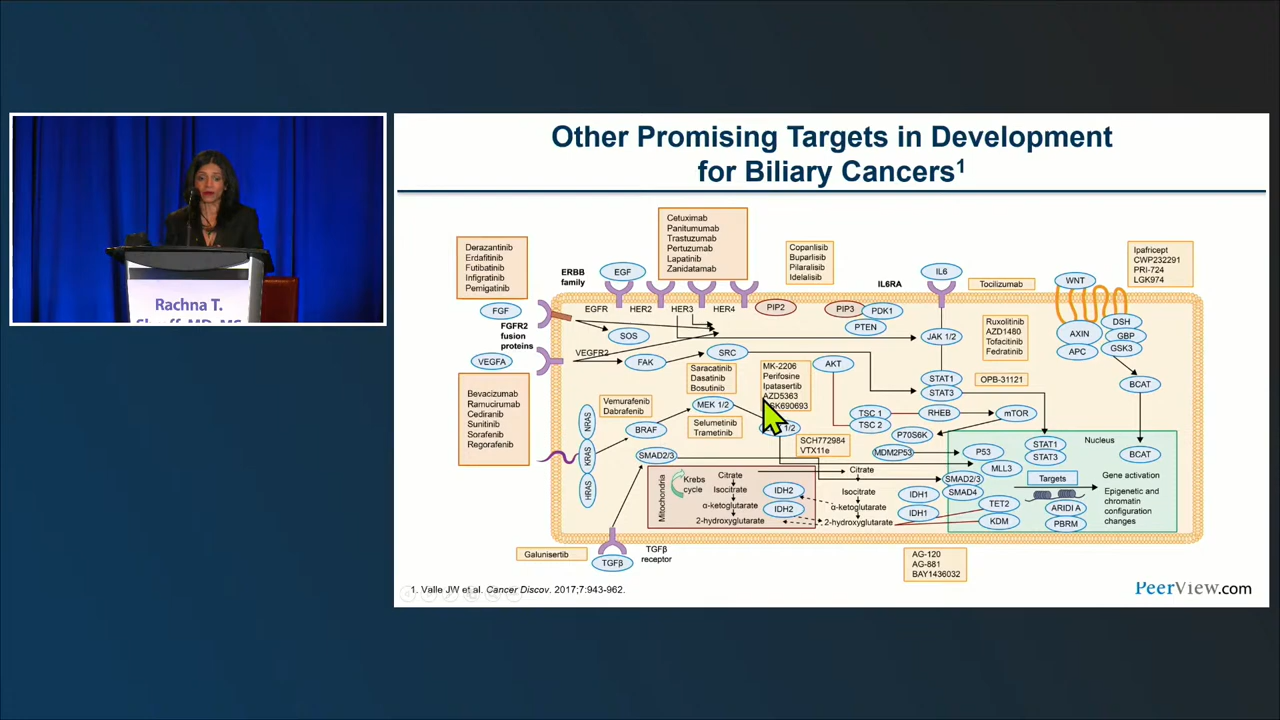 Other Promising Targets in Development
for Biliary Cancers1
Rachna T.
Derazantinib
Erdafitinib
Futibatinib
Infigratinib
Pemigatinib
ERBB
family
EGF
Cetuximab
Panitumumab
Trastuzumab
Pertuzumab
Lapatinib
Zanidatamab
Copanlisib
Buparlisib
Pilaralisib
Idelalisib
IL6RA
IL6
Tocilizumab
WNT
Ipafricept
CWP232291
PRI-724
LGK974
FGF
FGFR2
fusion
proteins
VEGFA
EGFR
HER2
HER3
HER4
PIP2
PIP3
PDK1
PTEN
SOS
VEGFR2
FAK
SRC
AKT
JAK 1/2
Ruxolitinib
AZD1480
Tofacitinib
Fedratinib
AXIN
APC
DSH
GBP
GSK3
Bevacizumab
Ramucirumab
Cediranib
Sunitinib
Sorafenib
Regorafenib
Saracatinib
Dasatinib
Bosutinib
MK-2206
Perifosine
Ipatasertib
AZD5363
STAT1
STAT3
OPB-31121
BCAT
Vemurafenib
Dabrafenib
MEK 1/2
Selumetinib
Trametinib
NRAS
KRAS
HRAS
BRAF
SMAD2/3
SCH772984
VTX11e
TSC 1
TSC 2
RHEB
mTOR
P70S6K
MDM2P53
P53
MLL3
STAT1
STAT3
Nucleus
BCAT
Mitochondria
Krebs
cycle
Citrate
Isocitrate
α-ketoglutarate
2-hydroxyglutarate
IDH2
IDH2
Citrate
Isocitrate
α-ketoglutarate
2-hydroxyglutarate
IDH1
IDH1
SMAD2/3
SMAD4
TET2
KDM
Targets
ARIDI A
PBRM
Gene activation
Epigenetic and
chromatin
configuration
changes
Galunisertib
TGFβ
TGFβ
receptor
AG-120
AG-881
BAY1436032
1. Valle JW et al. Cancer Discov. 2017;7:943-962.
PeerView.com